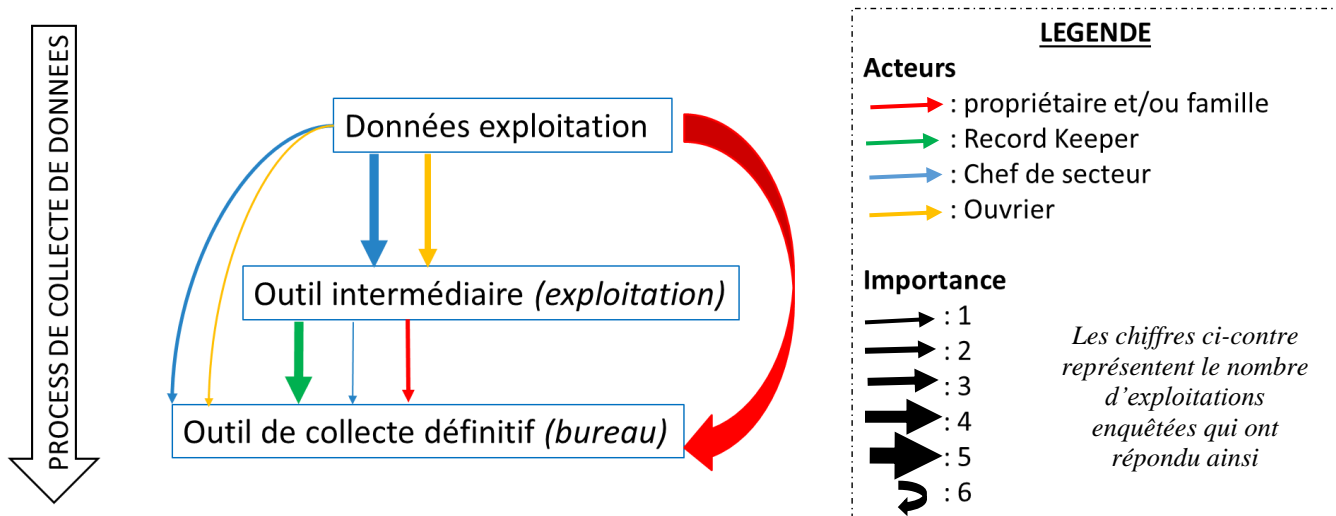 PROCESS DE COLLECTE DE DONNEES
Données exploitation
Outil intermédiaire (exploitation)
Outil de collecte définitif (bureau)
LEGENDE
Acteurs
: propriétaire et/ou famille
: Record Keeper
: Chef de secteur
: Ouvrier
Importance
: 1
: 2
: 3
: 4
: 5
: 6
Les chiffres ci-contre
représentent le nombre
d'exploitations
enquêtées qui ont
répondu ainsi